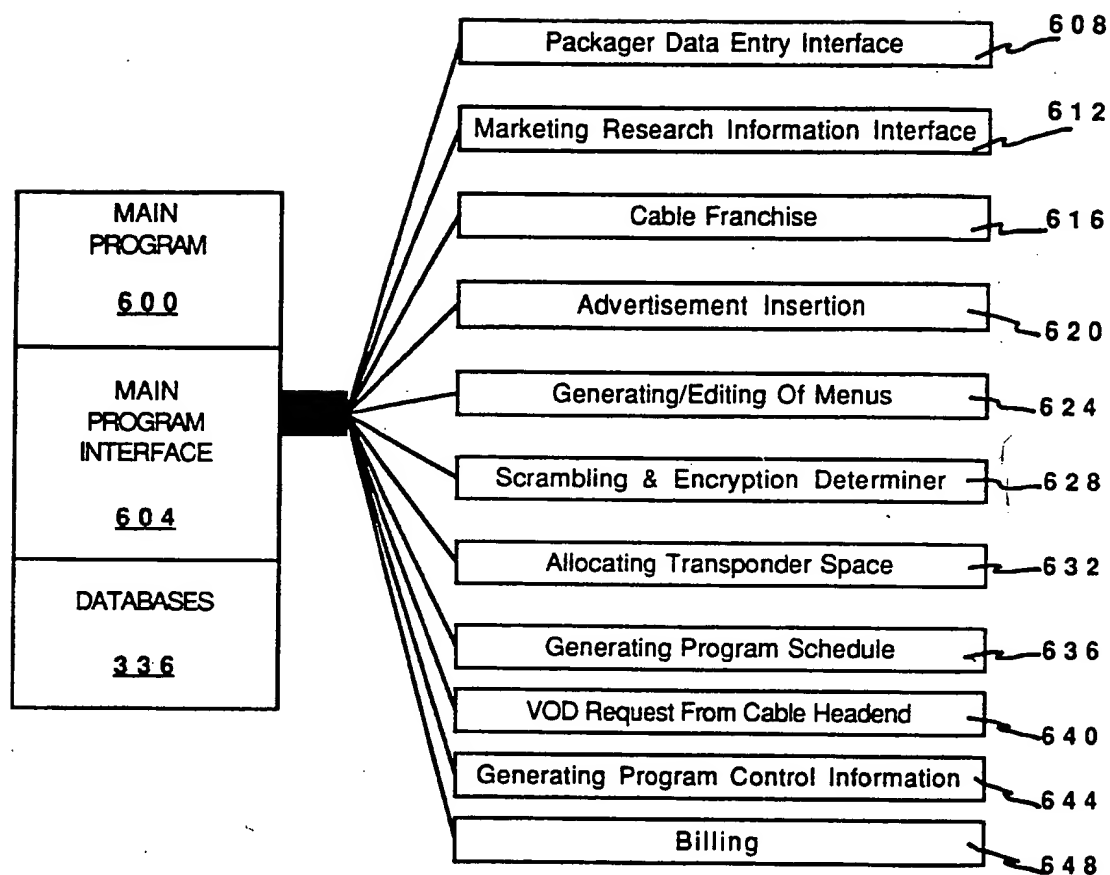 MAIN
PROGRAM
600
MAIN
PROGRAM
INTERFACE
604
DATABASES
336
Packager Data Entry Interface 608
Marketing Research Information Interface 612
Cable Franchise 616
Advertisement Insertion 620
Generating/Editing Of Menus 624
Scrambling & Encryption Determiner 628
Allocating Transponder Space 632
Generating Program Schedule 636
VOD Request From Cable Headend 640
Generating Program Control Information 644
Billing 648